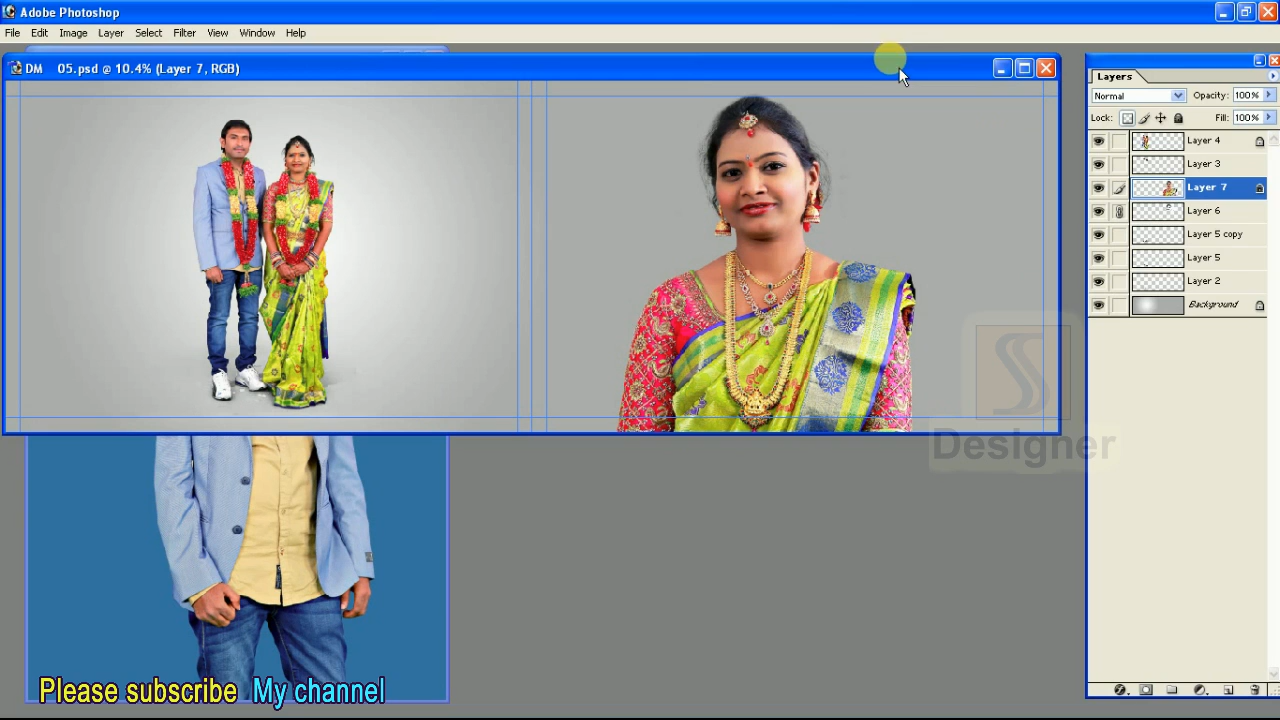 Adobe Photoshop
File Edit Image Layer Select Filter View Window Help
DM 05.psd @ 10.4% (Layer 7, RGB)
Layers
Normal Opacity: 100%
Lock: Fill: 100%
Layer 4
Layer 3
Layer 7
Layer 6
Layer 5 copy
Layer 5
Layer 2
Background
Designer
Please subscribe My channel